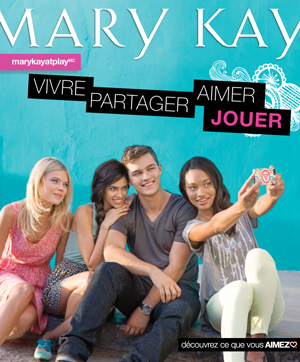 MARY KAY
marykayatplayMC
VIVRE
PARTAGER
AIMER
JOUER
découvrez ce que vous AIMEZ